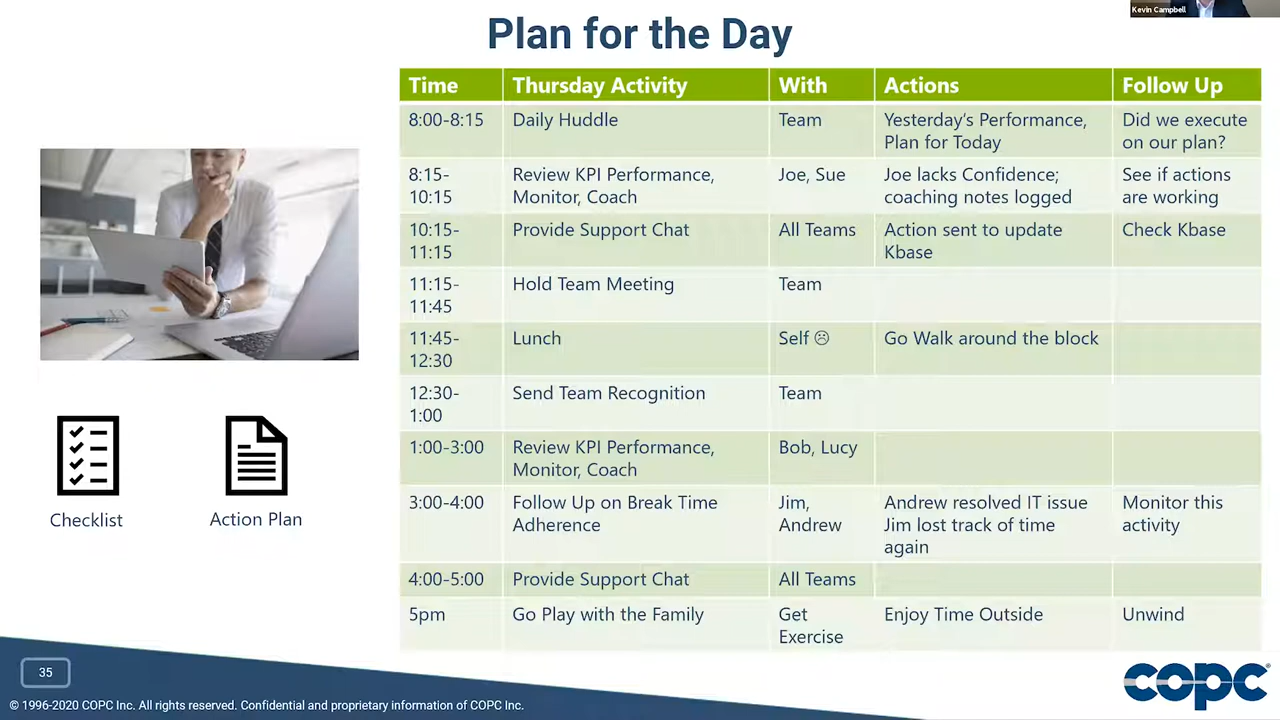 Kevin Campbell
Plan for the Day
Time Thursday Activity With Actions Follow Up
8:00-8:15 Daily Huddle Team Yesterday's Performance, Did we execute
Plan for Today on our plan?
8:15- Review KPI Performance, Joe, Sue Joe lacks Confidence; See if actions
10:15 Monitor, Coach coaching notes logged are working
10:15- Provide Support Chat All Teams Action sent to update Check Kbase
11:15 Kbase
11:15- Hold Team Meeting Team
11:45
11:45- Lunch Self ☹ Go Walk around the block
12:30
12:30- Send Team Recognition Team
1:00
1:00-3:00 Review KPI Performance, Bob, Lucy
Monitor, Coach
3:00-4:00 Follow Up on Break Time Jim, Andrew resolved IT issue Monitor this
Adherence Andrew Jim lost track of time activity
again
4:00-5:00 Provide Support Chat All Teams
5pm Go Play with the Family Get Enjoy Time Outside Unwind
Exercise
Checklist Action Plan
35
© 1996-2020 COPC Inc. All rights reserved. Confidential and proprietary information of COPC Inc.
copc®